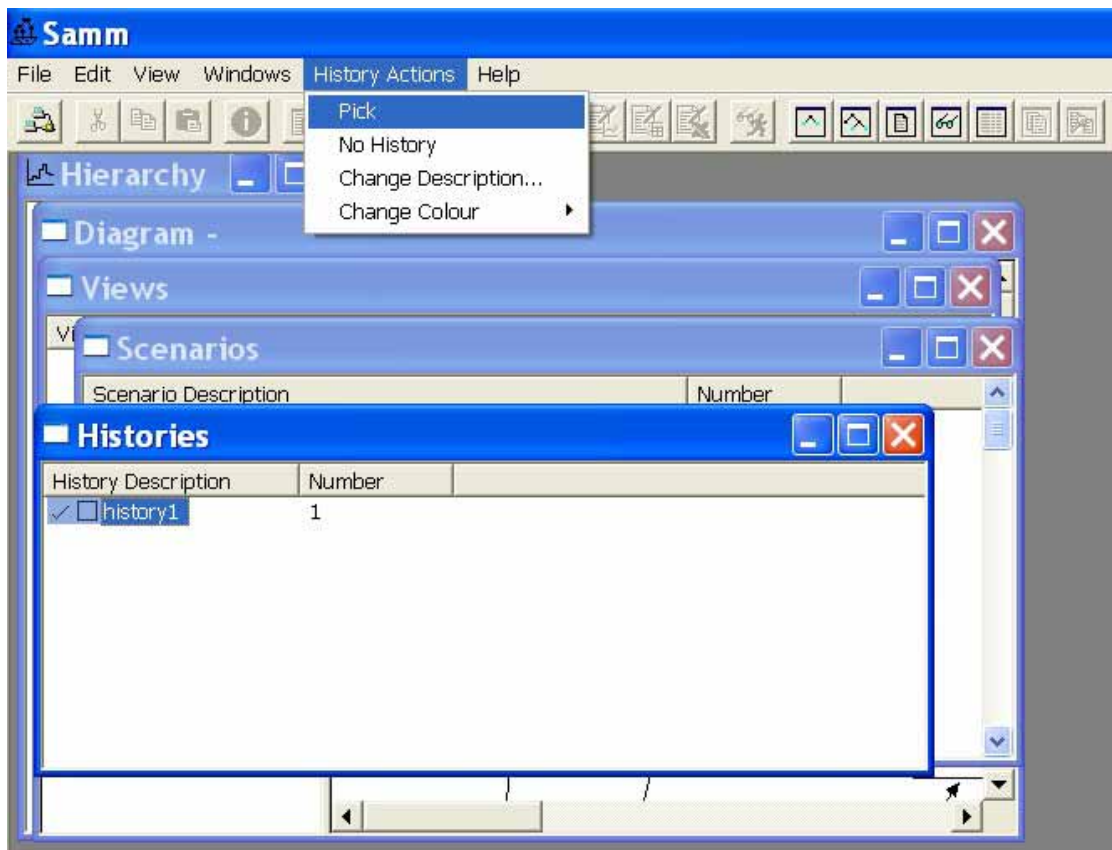 Samm
File Edit View Windows History Actions Help
Pick
No History
Change Description...
Change Colour
Hierarchy
Diagram -
Views
Scenarios
Scenario Description Number
Histories
History Description Number
history1 1